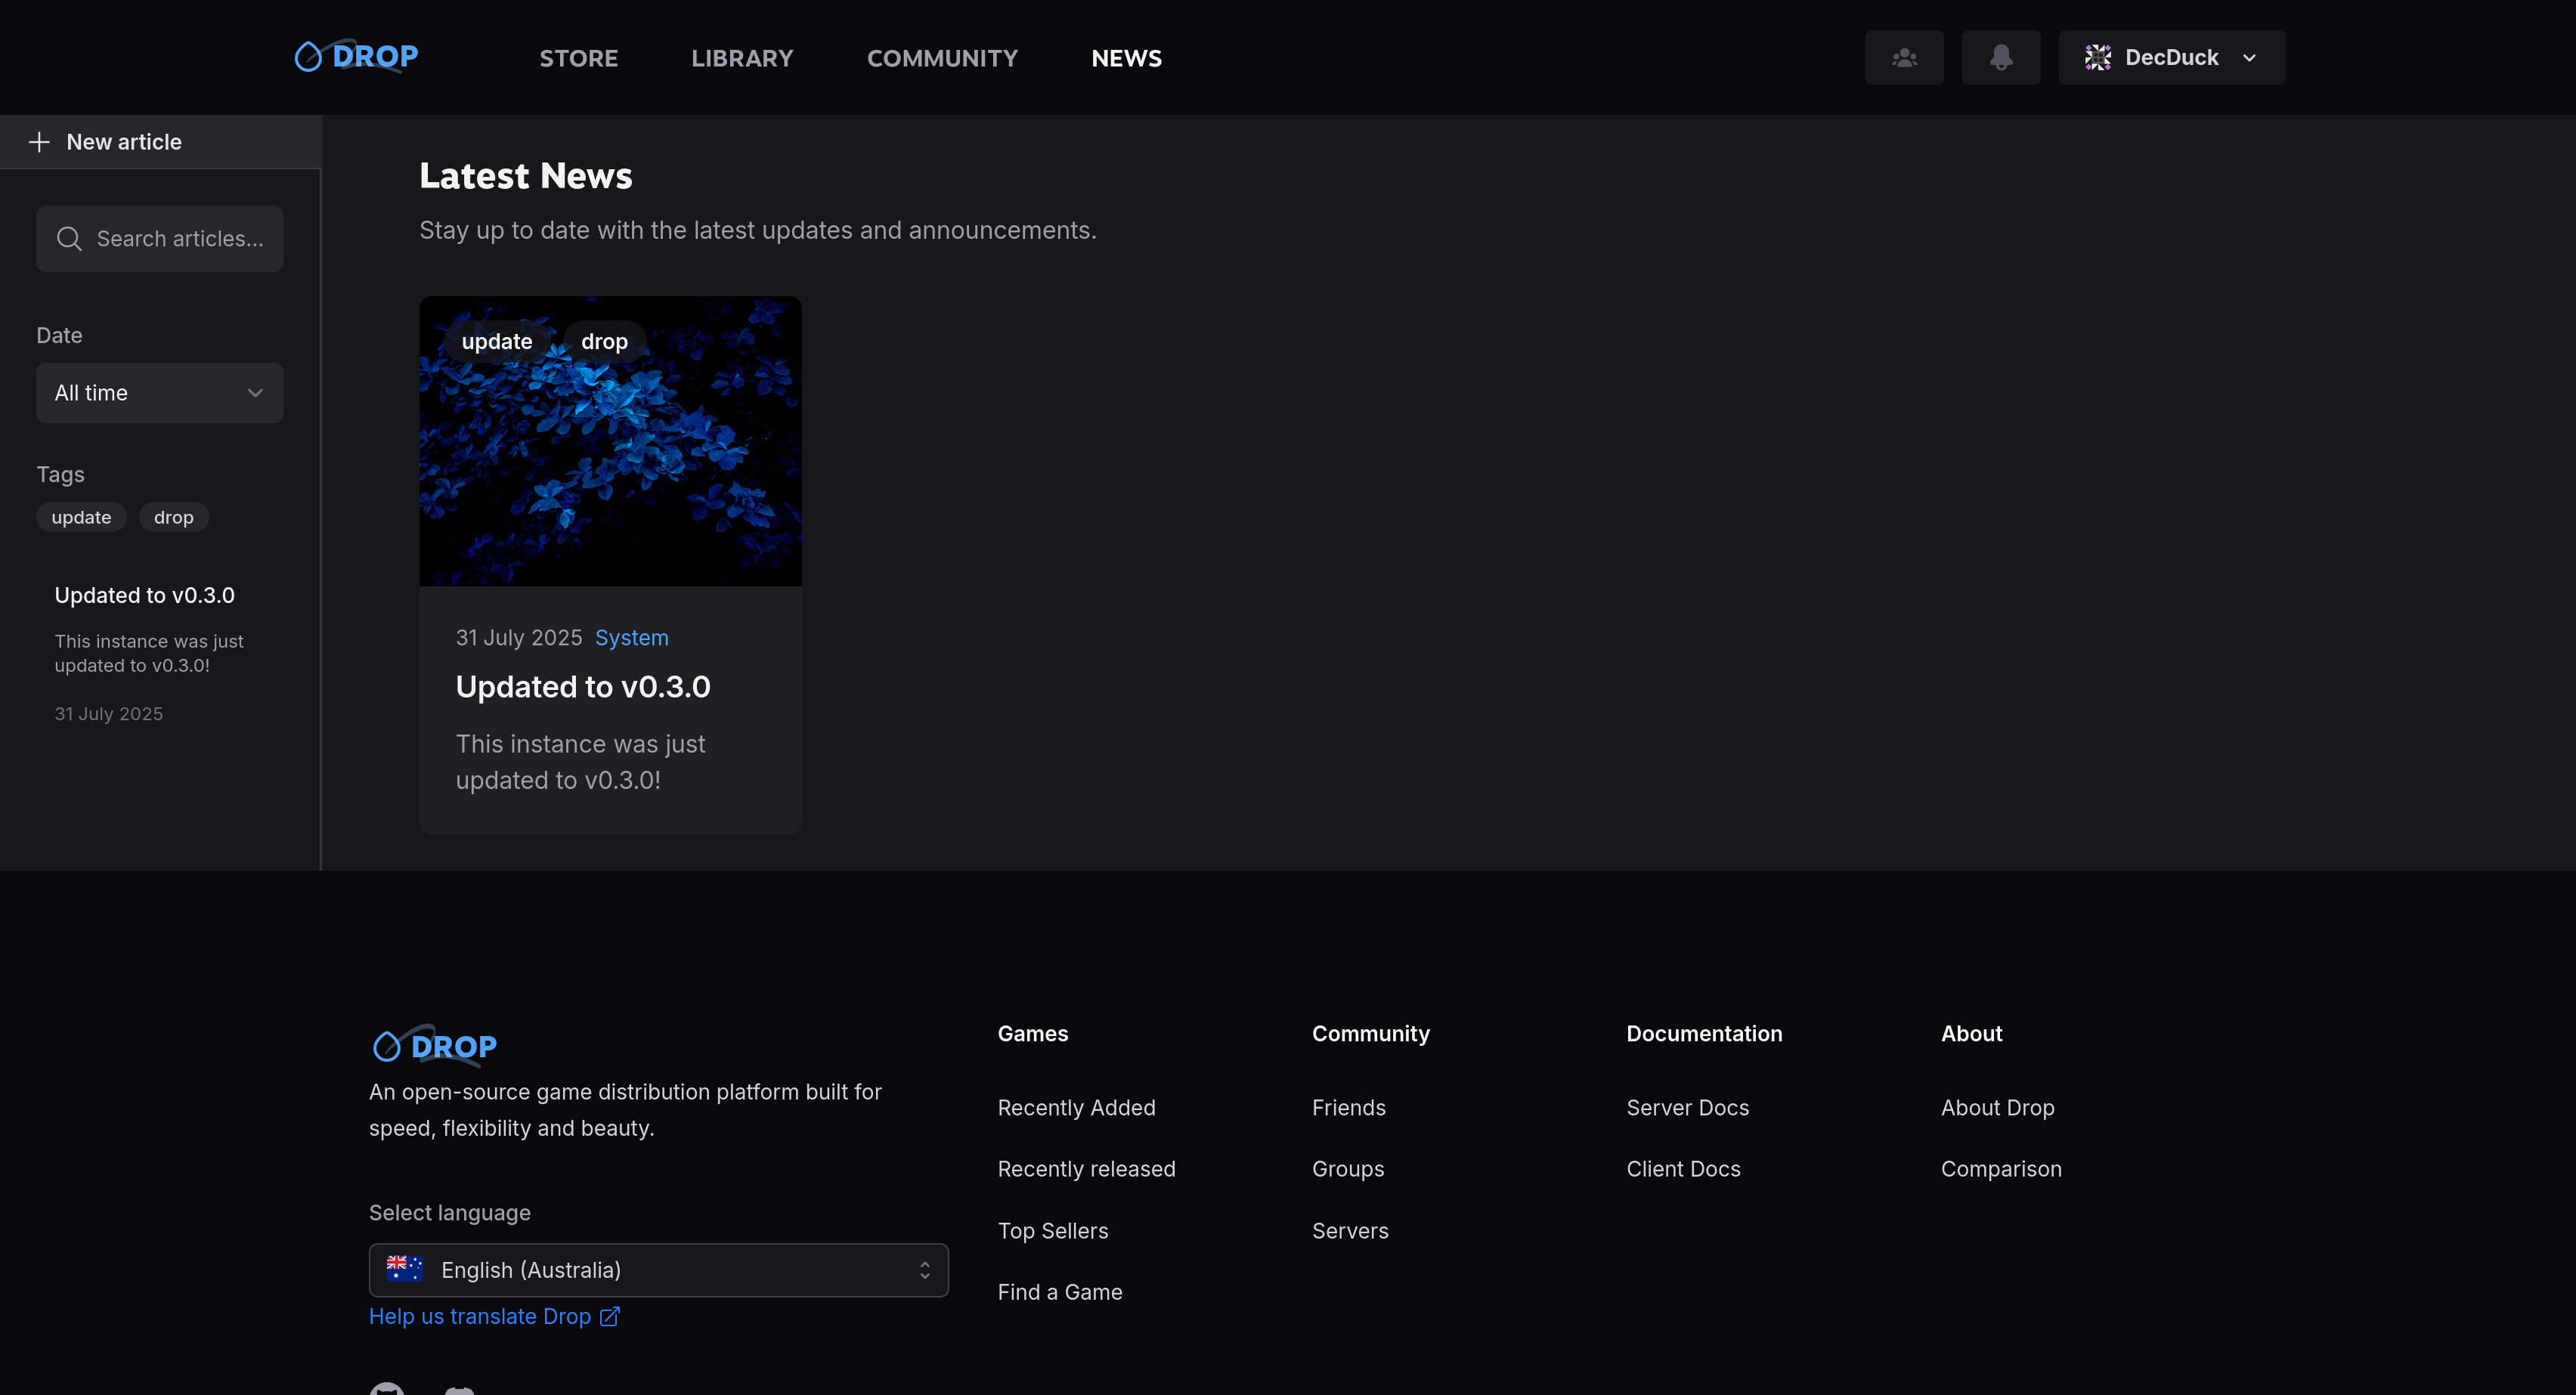 DROP
STORE
LIBRARY
COMMUNITY
NEWS
DecDuck
New article
Search articles...
Date
All time
Tags
update
drop
Updated to v0.3.0
This instance was just
updated to v0.3.0!
31 July 2025
Latest News
Stay up to date with the latest updates and announcements.
update
drop
31 July 2025 System
Updated to v0.3.0
This instance was just
updated to v0.3.0!
DROP
An open-source game distribution platform built for
speed, flexibility and beauty.
Select language
English (Australia)
Help us translate Drop
Games
Recently Added
Recently released
Top Sellers
Find a Game
Community
Friends
Groups
Servers
Documentation
Server Docs
Client Docs
About
About Drop
Comparison